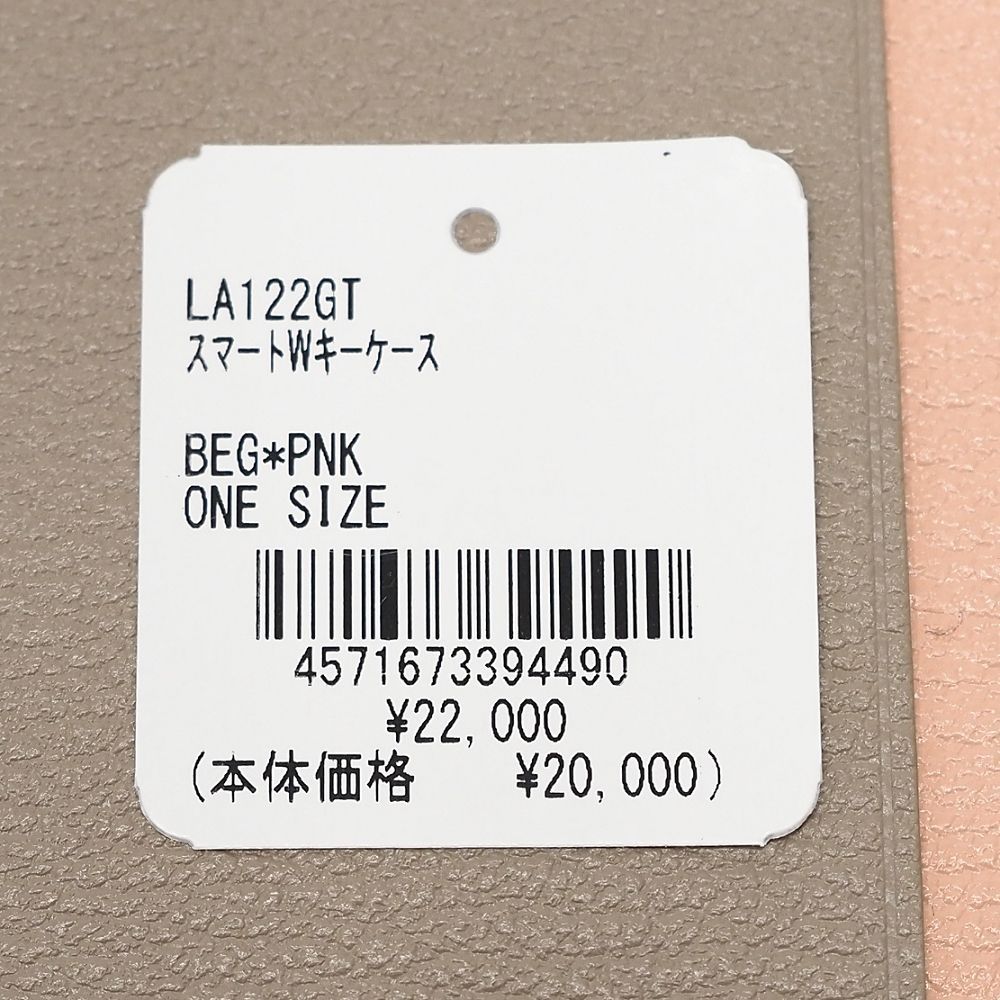 LA122GT
スマートWキーケース
BEG*PNK
ONE SIZE
4571673394490
¥22,000
(本体価格 ¥20,000)